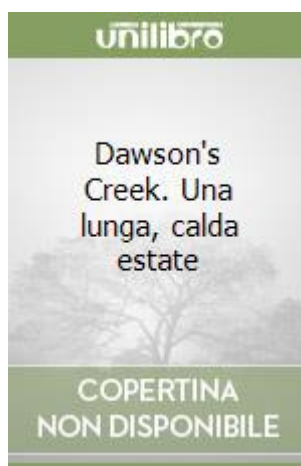 unilibro
Dawson's
Creek. Una
lunga, calda
estate
COPERTINA
NON DISPONIBILE